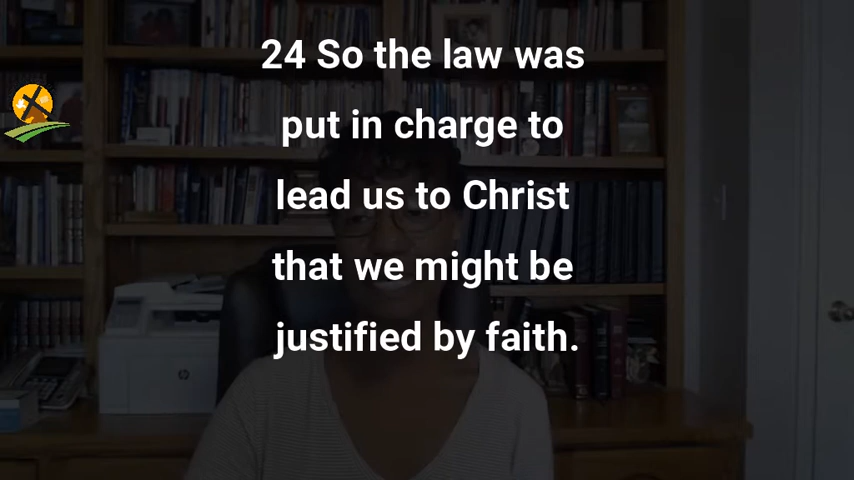 24 So the law was
put in charge to
lead us to Christ
that we might be
justified by faith.